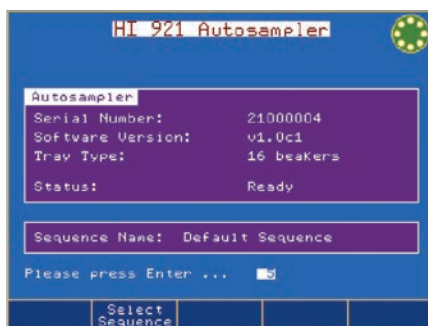 HI 921 Autosampler
Autosampler
Serial Number: 21000004
Software Version: v1.0c1
Tray Type: 16 beakers
Status: Ready
Sequence Name: Default Sequence
Please press Enter ... 5
Select
Sequence